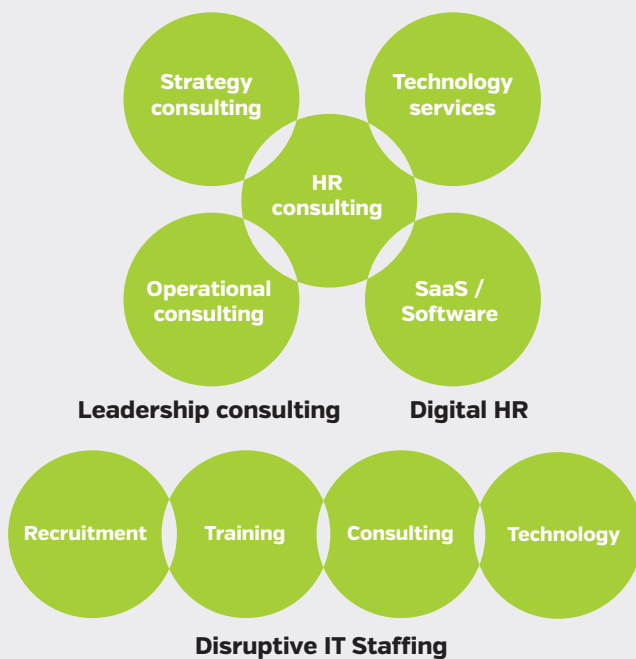 Strategy
consulting
Technology
services
HR
consulting
Operational
consulting
SaaS /
Software
Leadership consulting
Digital HR
Recruitment
Training
Consulting
Technology
Disruptive IT Staffing